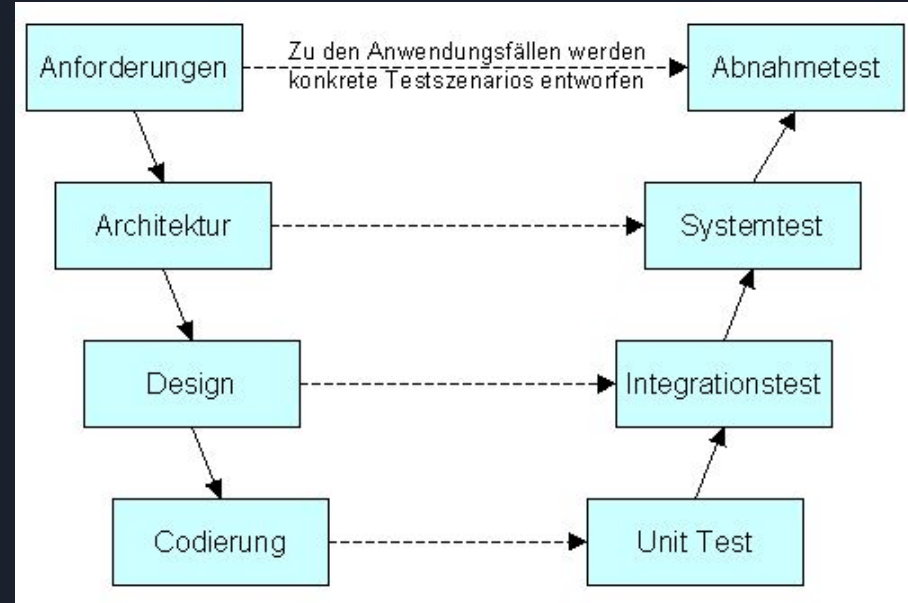 Anforderungen
Zu den Anwendungsfällen werden
konkrete Testszenarios entworfen
Abnahmetest
Architektur
Systemtest
Design
Integrationstest
Codierung
Unit Test